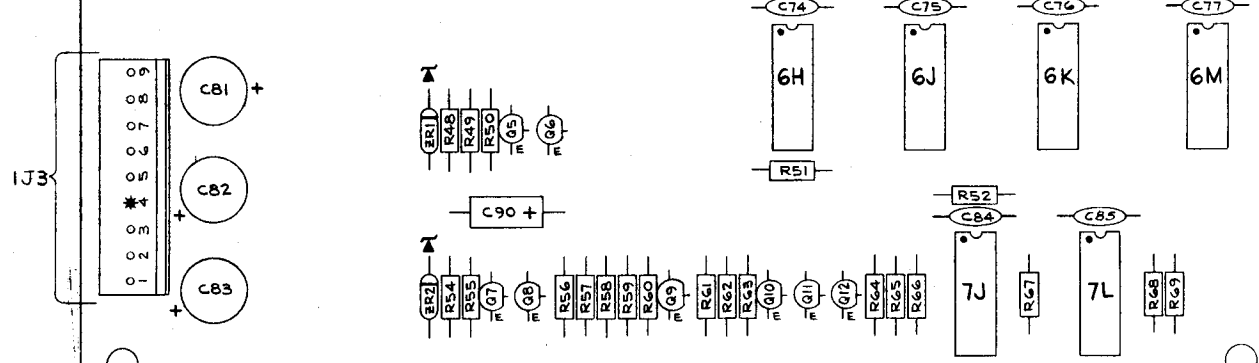 C74 C75 C76 C77
6H 6J 6K 6M
C81 +
ZR1 R48 R49 R50 Q5 E Q6 E
R51
1J3
9
8
7
6
5
4
3
2
1
C82 +
C90 +
R52
C84 C85
C83 +
ZR2 R54 R55 Q7 E Q8 E R56 R57 R58 R59 R60 Q9 E R61 R62 R63 Q10 E Q11 E Q12 E R64 R65 R66 7J R67 7L R68 R69